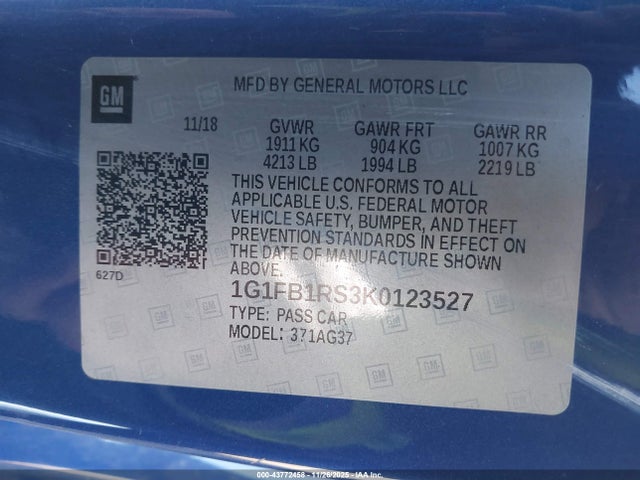 GM
MFD BY GENERAL MOTORS LLC
11/18 GVWR GAWR FRT GAWR RR
1911 KG 904 KG 1007 KG
4213 LB 1994 LB 2219 LB
THIS VEHICLE CONFORMS TO ALL
APPLICABLE U.S. FEDERAL MOTOR
VEHICLE SAFETY, BUMPER, AND THEFT
PREVENTION STANDARDS IN EFFECT ON
THE DATE OF MANUFACTURE SHOWN
ABOVE.
627D
1G1FB1RS3K0123527
TYPE: PASS CAR
MODEL: 371AG37
000-43772458 - 11/26/2025 - IAA Inc.